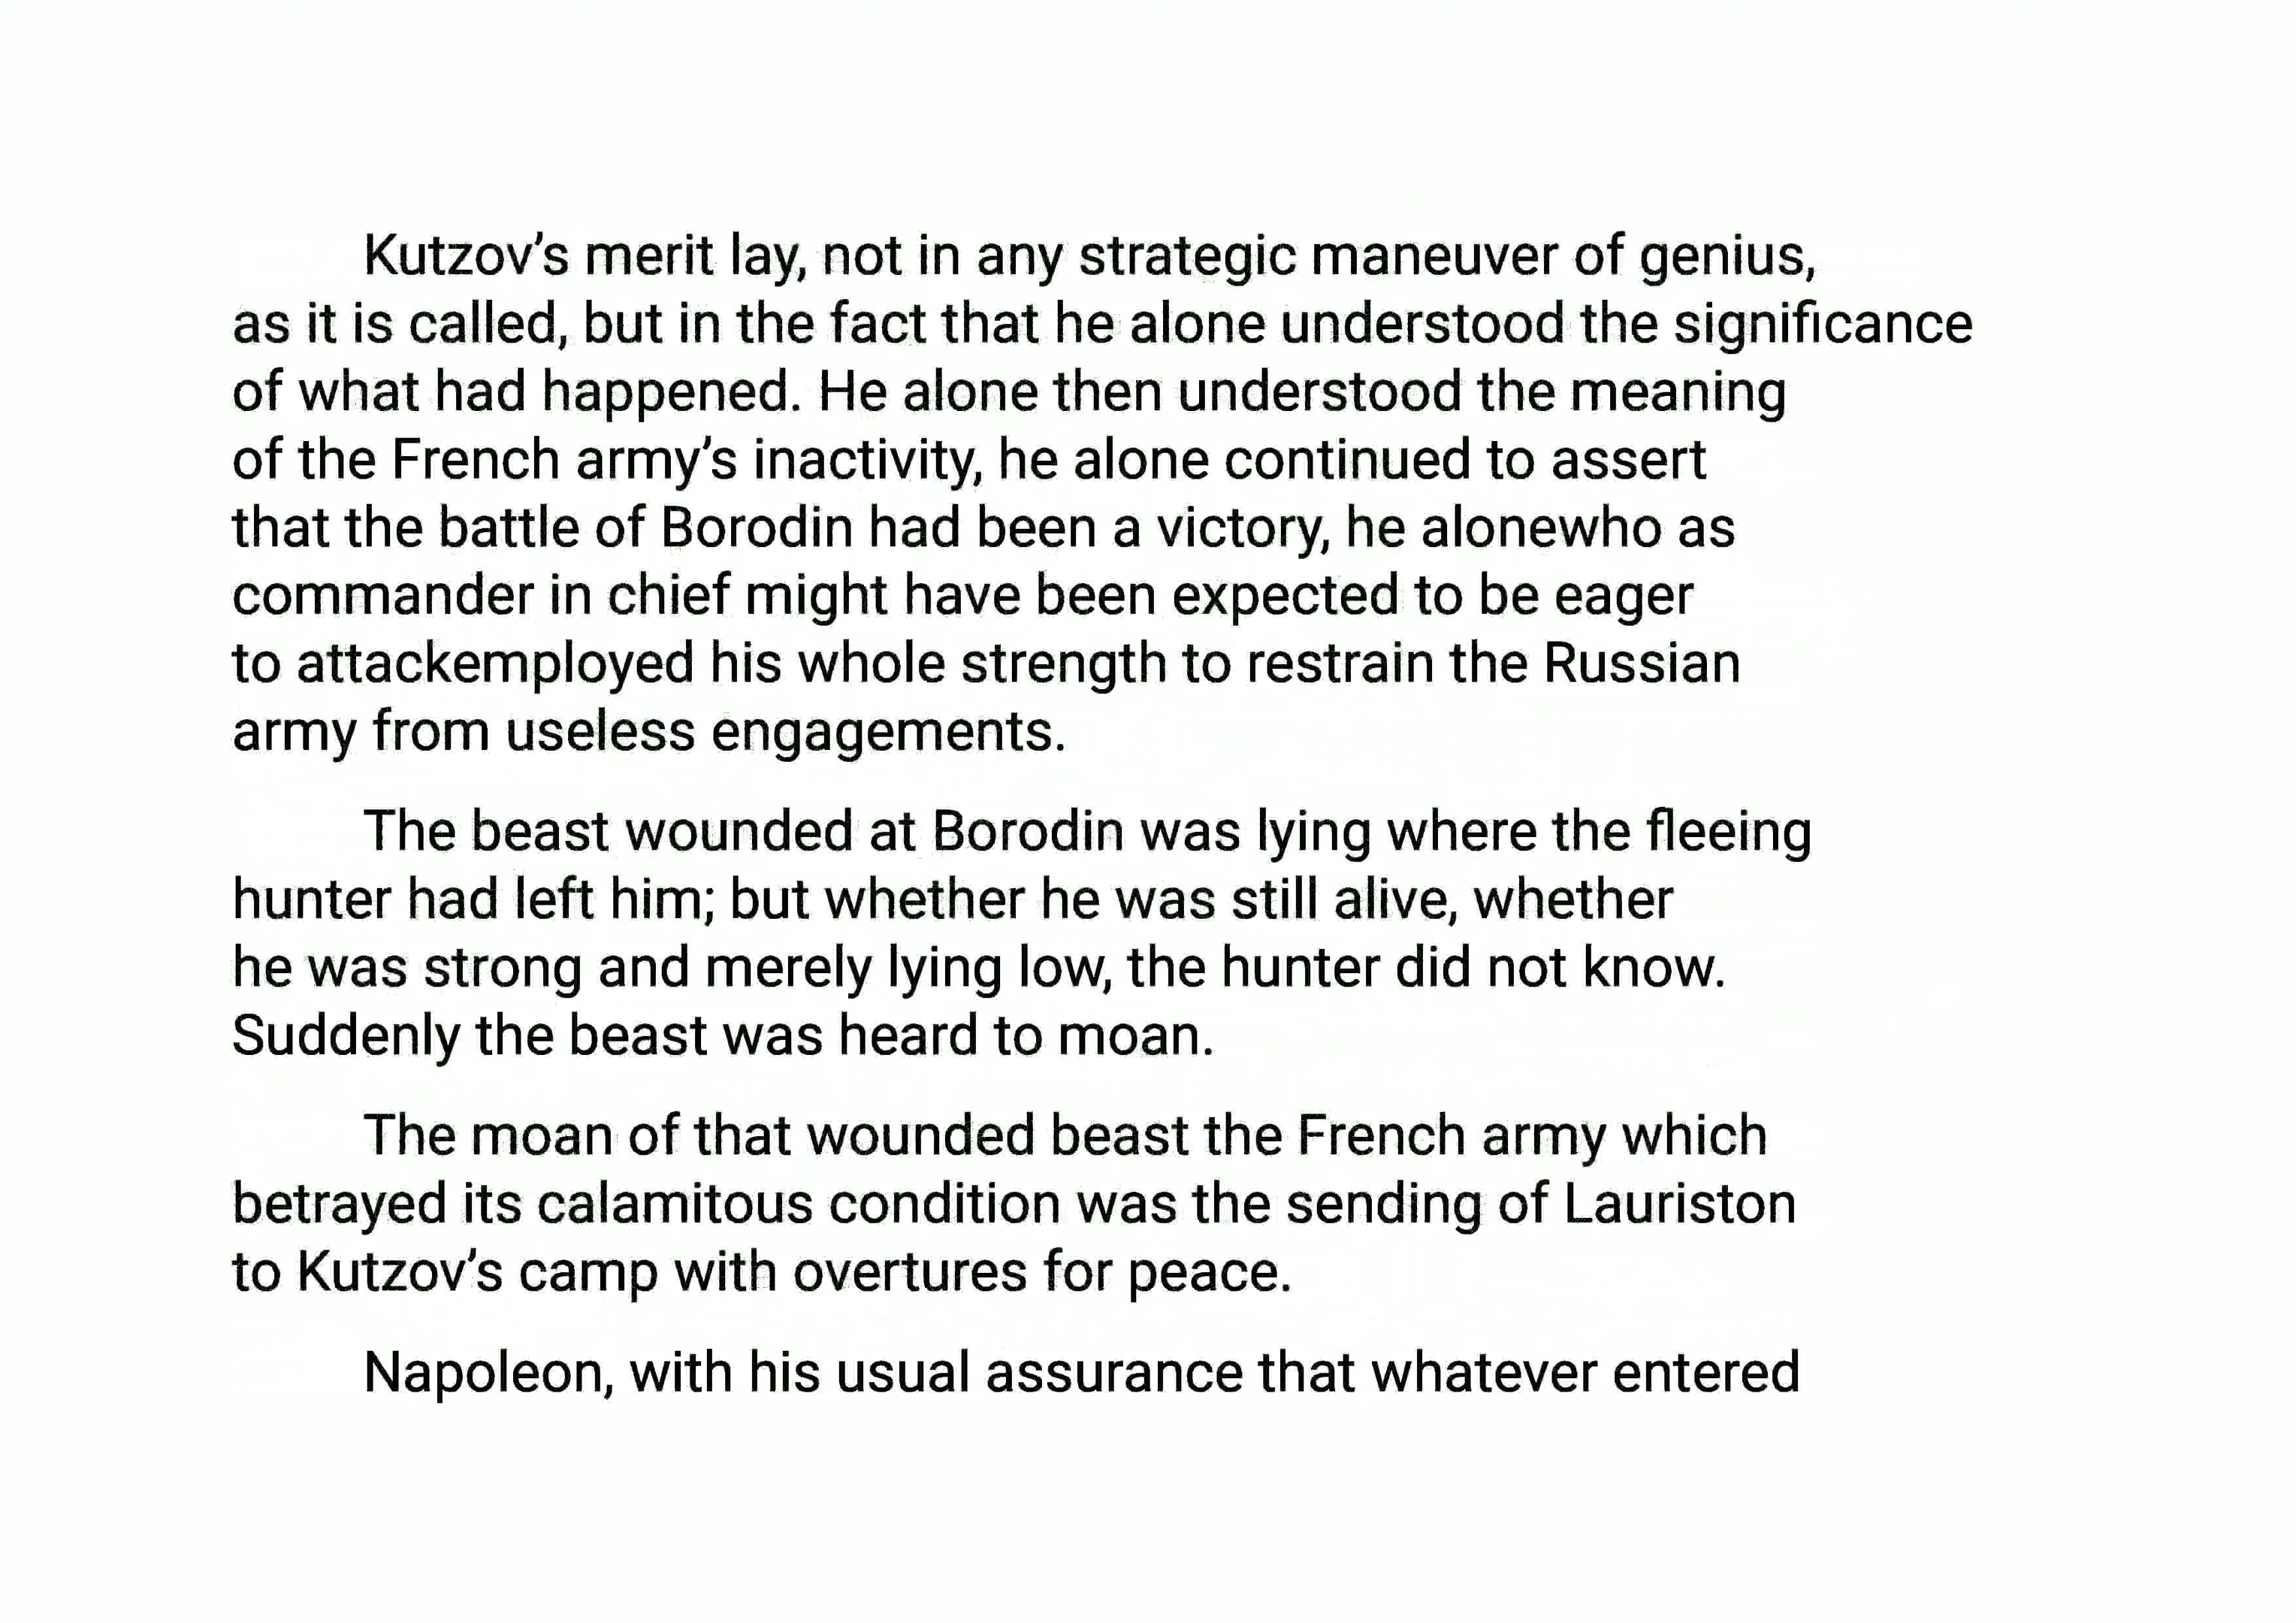 Kutzov's merit lay, not in any strategic maneuver of genius,
as it is called, but in the fact that he alone understood the significance
of what had happened. He alone then understood the meaning
of the French army's inactivity, he alone continued to assert
that the battle of Borodin had been a victory, he alonewho as
commander in chief might have been expected to be eager
to attackemployed his whole strength to restrain the Russian
army from useless engagements.
The beast wounded at Borodin was lying where the fleeing
hunter had left him; but whether he was still alive, whether
he was strong and merely lying low, the hunter did not know.
Suddenly the beast was heard to moan.
The moan of that wounded beast the French army which
betrayed its calamitous condition was the sending of Lauriston
to Kutzov's camp with overtures for peace.
Napoleon, with his usual assurance that whatever entered